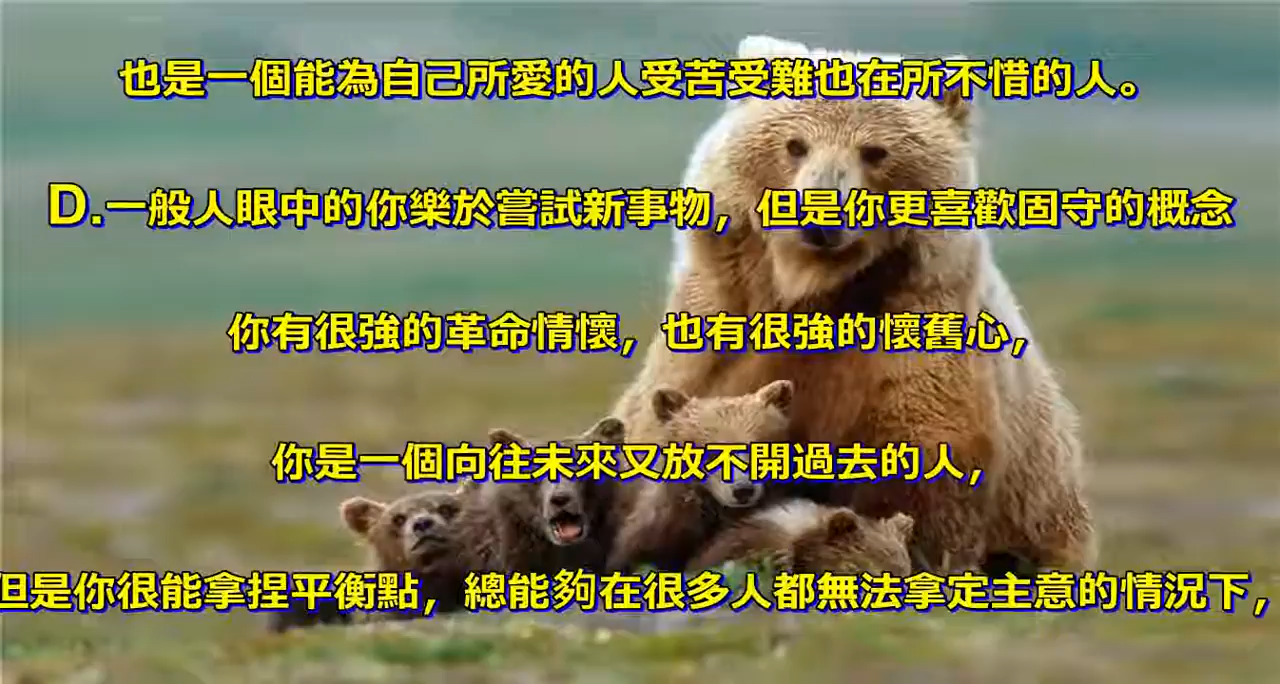 也是一個能為自己所愛的人受苦受難也在所不惜的人。
D.一般人眼中的你樂於嘗試新事物，但是你更喜歡固守的概念
你有很強的革命情懷，也有很強的懷舊心，
你是一個向往未來又放不開過去的人，
但是你很能拿捏平衡點，總能夠在很多人都無法拿定主意的情況下，